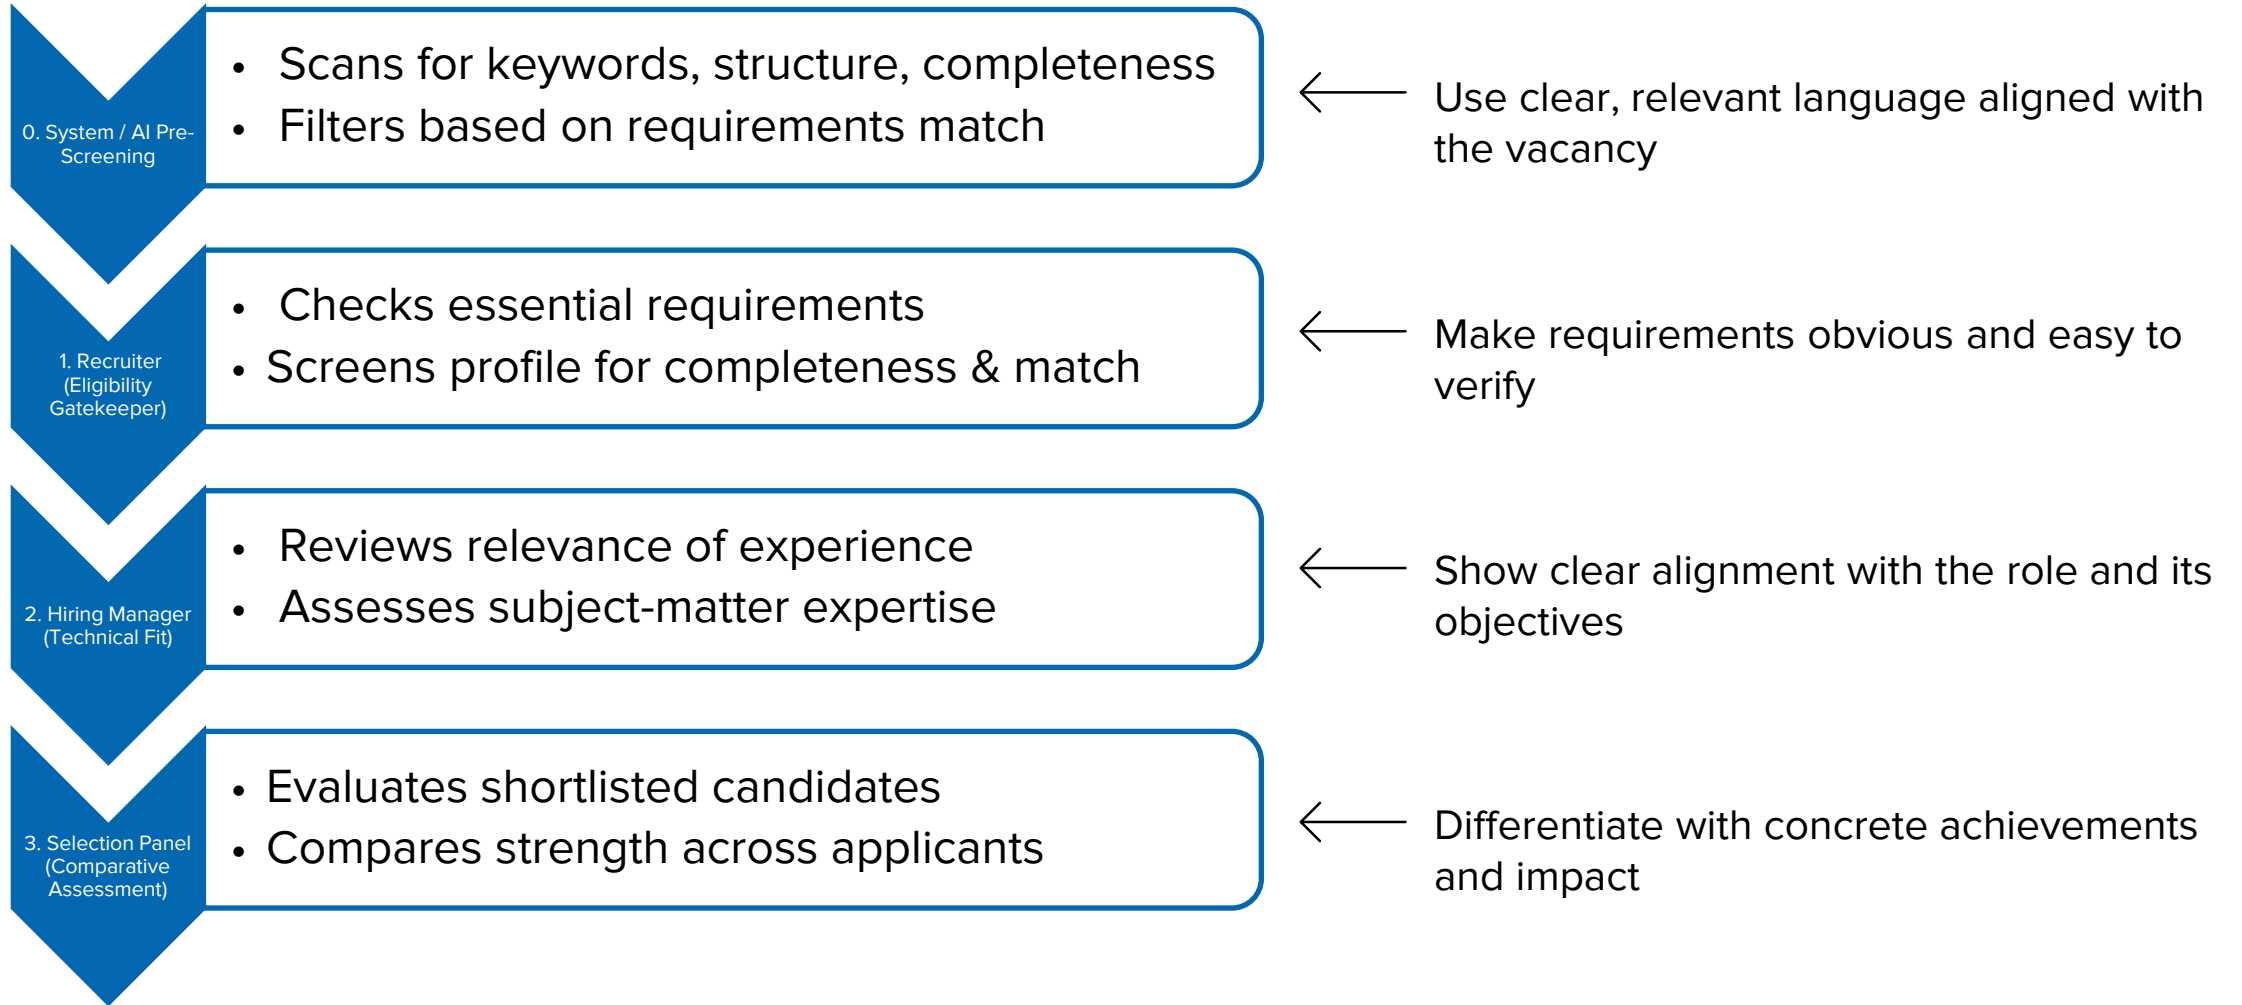 0. System / AI Pre-
Screening
• Scans for keywords, structure, completeness
• Filters based on requirements match
Use clear, relevant language aligned with
the vacancy
1. Recruiter
(Eligibility
Gatekeeper)
• Checks essential requirements
• Screens profile for completeness & match
Make requirements obvious and easy to
verify
2. Hiring Manager
(Technical Fit)
• Reviews relevance of experience
• Assesses subject-matter expertise
Show clear alignment with the role and its
objectives
3. Selection Panel
(Comparative
Assessment)
• Evaluates shortlisted candidates
• Compares strength across applicants
Differentiate with concrete achievements
and impact